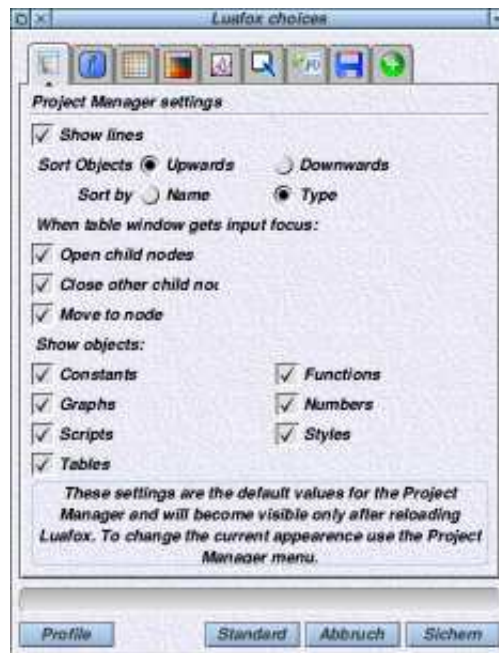 Luafox choices
Project Manager settings
Show lines
Sort Objects Upwards Downwards
Sort by Name Type
When table window gets input focus:
Open child nodes
Close other child no
Move to node
Show objects:
Constants Functions
Graphs Numbers
Scripts Styles
Tables
These settings are the default values for the Project
Manager and will become visible only after reloading
Luafox. To change the current appearence use the Project
Manager menu.
Profile Standard Abbruch Sichern